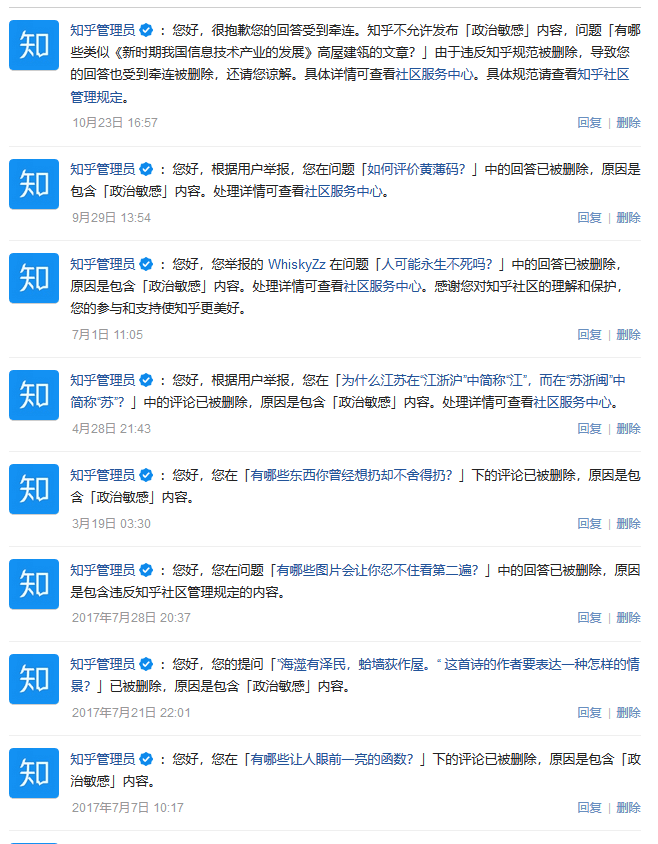 知乎管理员 ： 您好，很抱歉您的回答受到牵连。知乎不允许发布「政治敏感」内容，问题「有哪
些类似《新时期我国信息技术产业的发展》高屋建瓴的文章？」由于违反知乎规范被删除，导致您
的回答也受到牵连被删除，还请您谅解。具体详情可查看社区服务中心。具体规范请查看知乎社区
管理规定。
10月23日 16:57 回复 | 删除
知乎管理员 ： 您好，根据用户举报，您在问题「如何评价黄薄码？」中的回答已被删除，原因是
包含「政治敏感」内容。处理详情可查看社区服务中心。
9月29日 13:54 回复 | 删除
知乎管理员 ： 您好，您举报的 WhiskyZz 在问题「人可能永生不死吗？」中的回答已被删除，
原因是包含「政治敏感」内容。处理详情可查看社区服务中心。感谢您对知乎社区的理解和保护，
您的参与和支持使知乎更美好。
7月1日 11:05 回复 | 删除
知乎管理员 ： 您好，根据用户举报，您在「为什么江苏在“江浙沪”中简称“江”，而在“苏浙闽”中
简称“苏”？」中的评论已被删除，原因是包含「政治敏感」内容。处理详情可查看社区服务中心。
4月28日 21:43 回复 | 删除
知乎管理员 ： 您好，您在「有哪些东西你曾经想扔却不舍得扔？」下的评论已被删除，原因是包
含「政治敏感」内容。
3月19日 03:30 回复 | 删除
知乎管理员 ： 您好，您在问题「有哪些图片会让你忍不住看第二遍？」中的回答已被删除，原因
是包含违反知乎社区管理规定的内容。
2017年7月28日 20:37 回复 | 删除
知乎管理员 ： 您好，您的提问「”海澨有泽民，蛤墙荻作屋。“ 这首诗的作者要表达一种怎样的情
景？」已被删除，原因是包含「政治敏感」内容。
2017年7月21日 22:01 回复 | 删除
知乎管理员 ： 您好，您在「有哪些让人眼前一亮的函数？」下的评论已被删除，原因是包含「政
治敏感」内容。
2017年7月7日 10:17 回复 | 删除